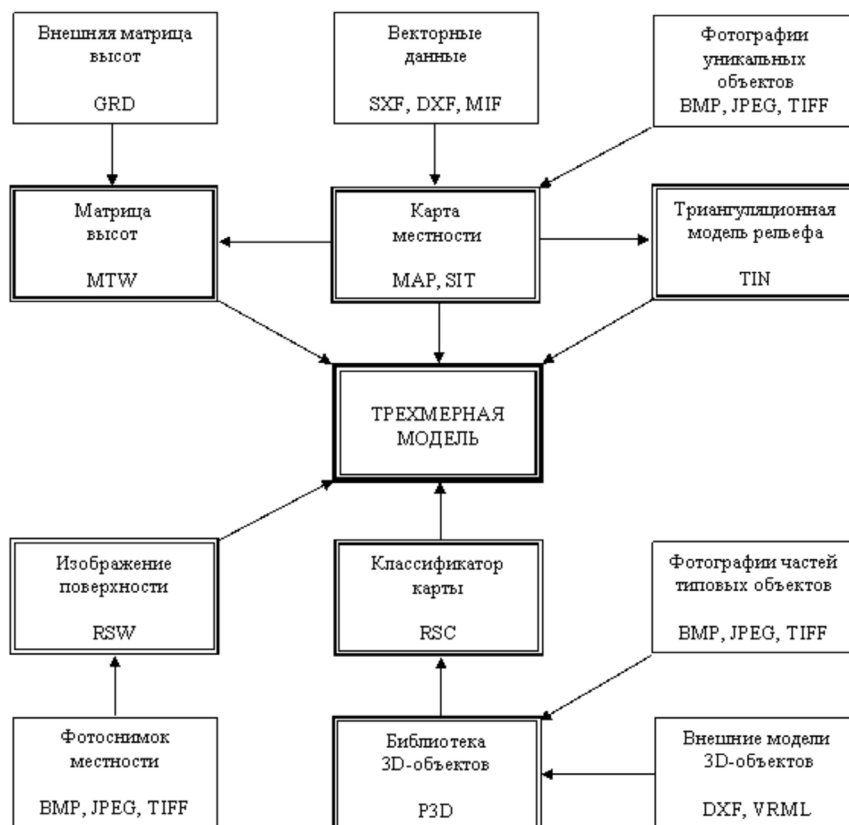 Внешняя матрица
высот
GRD
Векторные
данные
SXF, DXF, MIF
Фотографии
уникальных
объектов
BMP, JPEG, TIFF
Матрица
высот
MTW
Карта
местности
MAP, SIT
Триангуляционная
модель рельефа
TIN
ТРЕХМЕРНАЯ
МОДЕЛЬ
Изображение
поверхности
RSW
Классификатор
карты
RSC
Фотографии частей
типовых объектов
BMP, JPEG, TIFF
Фотоснимок
местности
BMP, JPEG, TIFF
Библиотека
3D-объектов
P3D
Внешние модели
3D-объектов
DXF, VRML